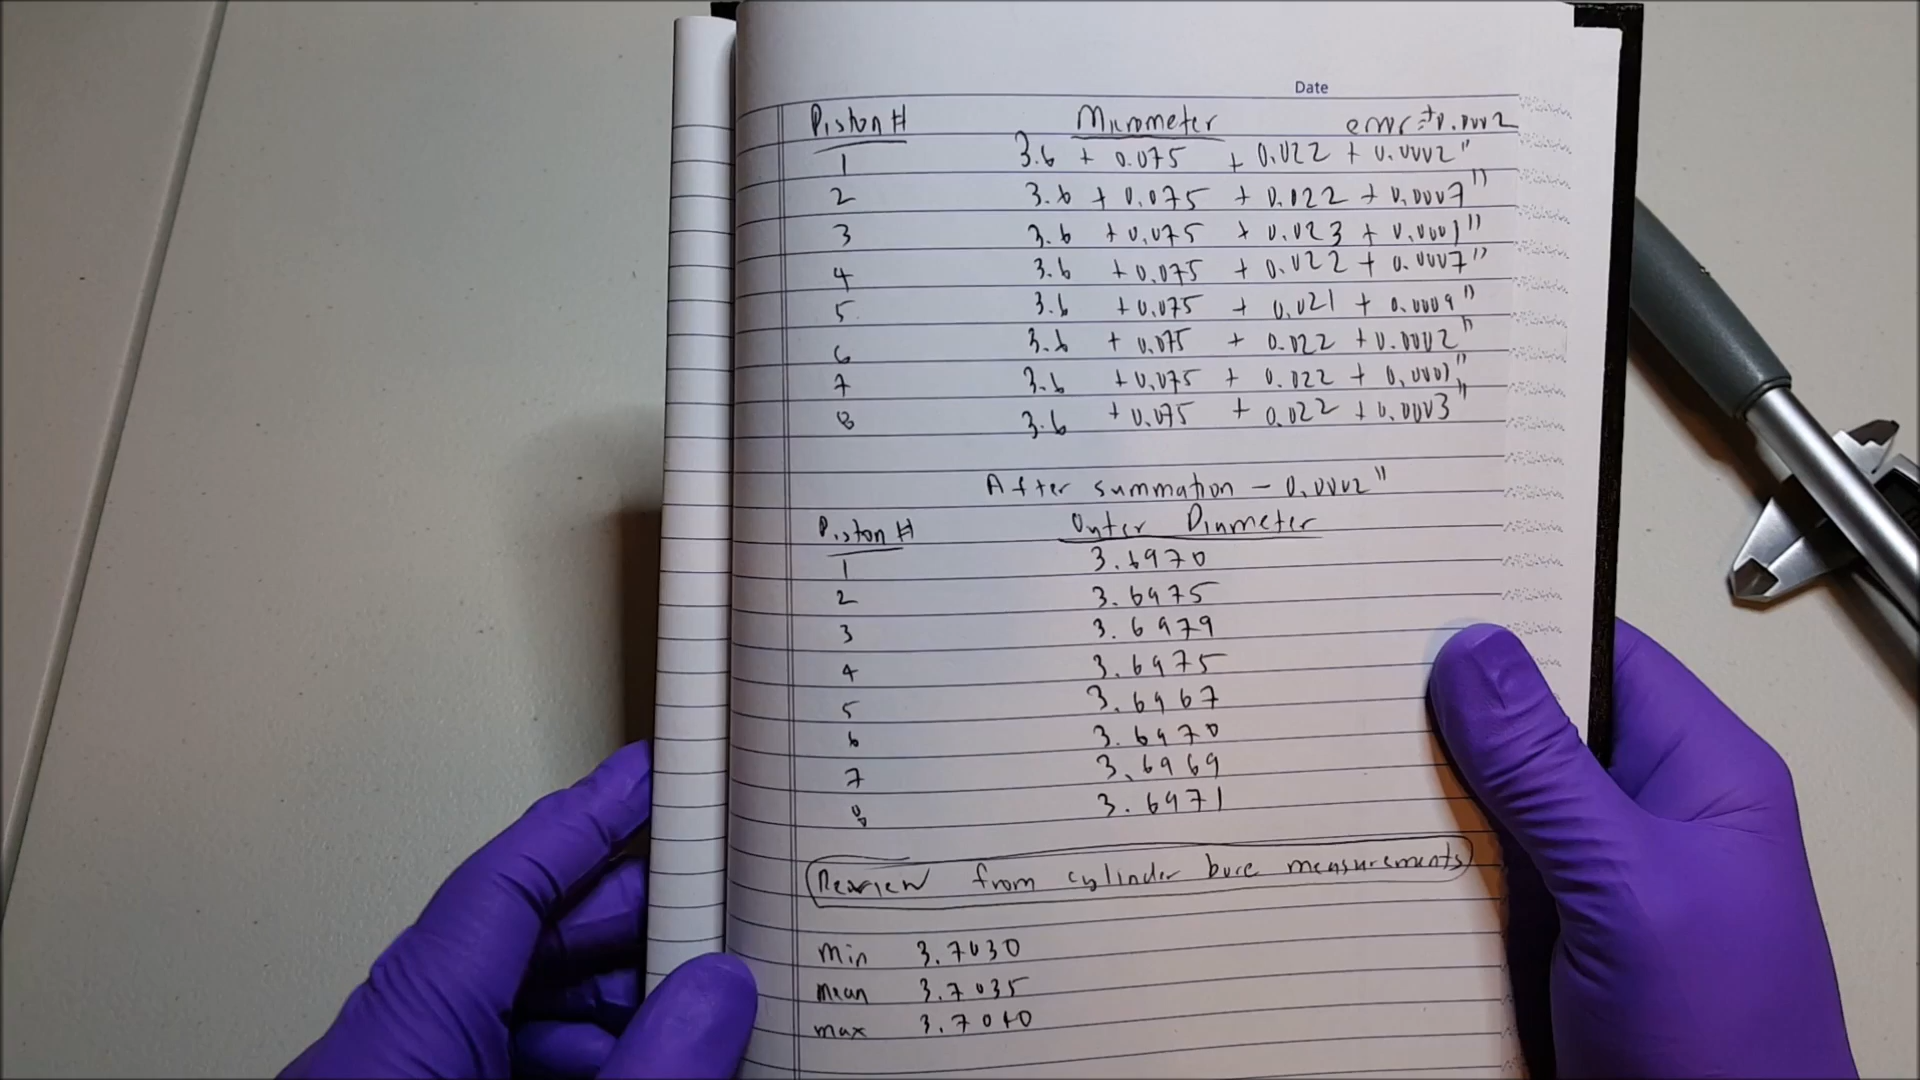 Date
Piston # Micrometer error = +0.0002
1 3.6 + 0.075 + 0.022 + 0.0002"
2 3.6 + 0.075 + 0.022 + 0.0007"
3 3.6 + 0.075 + 0.023 + 0.0001"
4 3.6 + 0.075 + 0.022 + 0.0007"
5 3.6 + 0.075 + 0.021 + 0.0009"
6 3.6 + 0.075 + 0.022 + 0.0002"
7 3.6 + 0.075 + 0.022 + 0.0001"
8 3.6 + 0.075 + 0.022 + 0.0003"
After summation - 0.0002"
Piston # Outer Diameter
1 3.6970
2 3.6975
3 3.6979
4 3.6975
5 3.6967
6 3.6970
7 3.6969
8 3.6971
Review from cylinder bore measurements
min 3.7030
mean 3.7035
max 3.7040